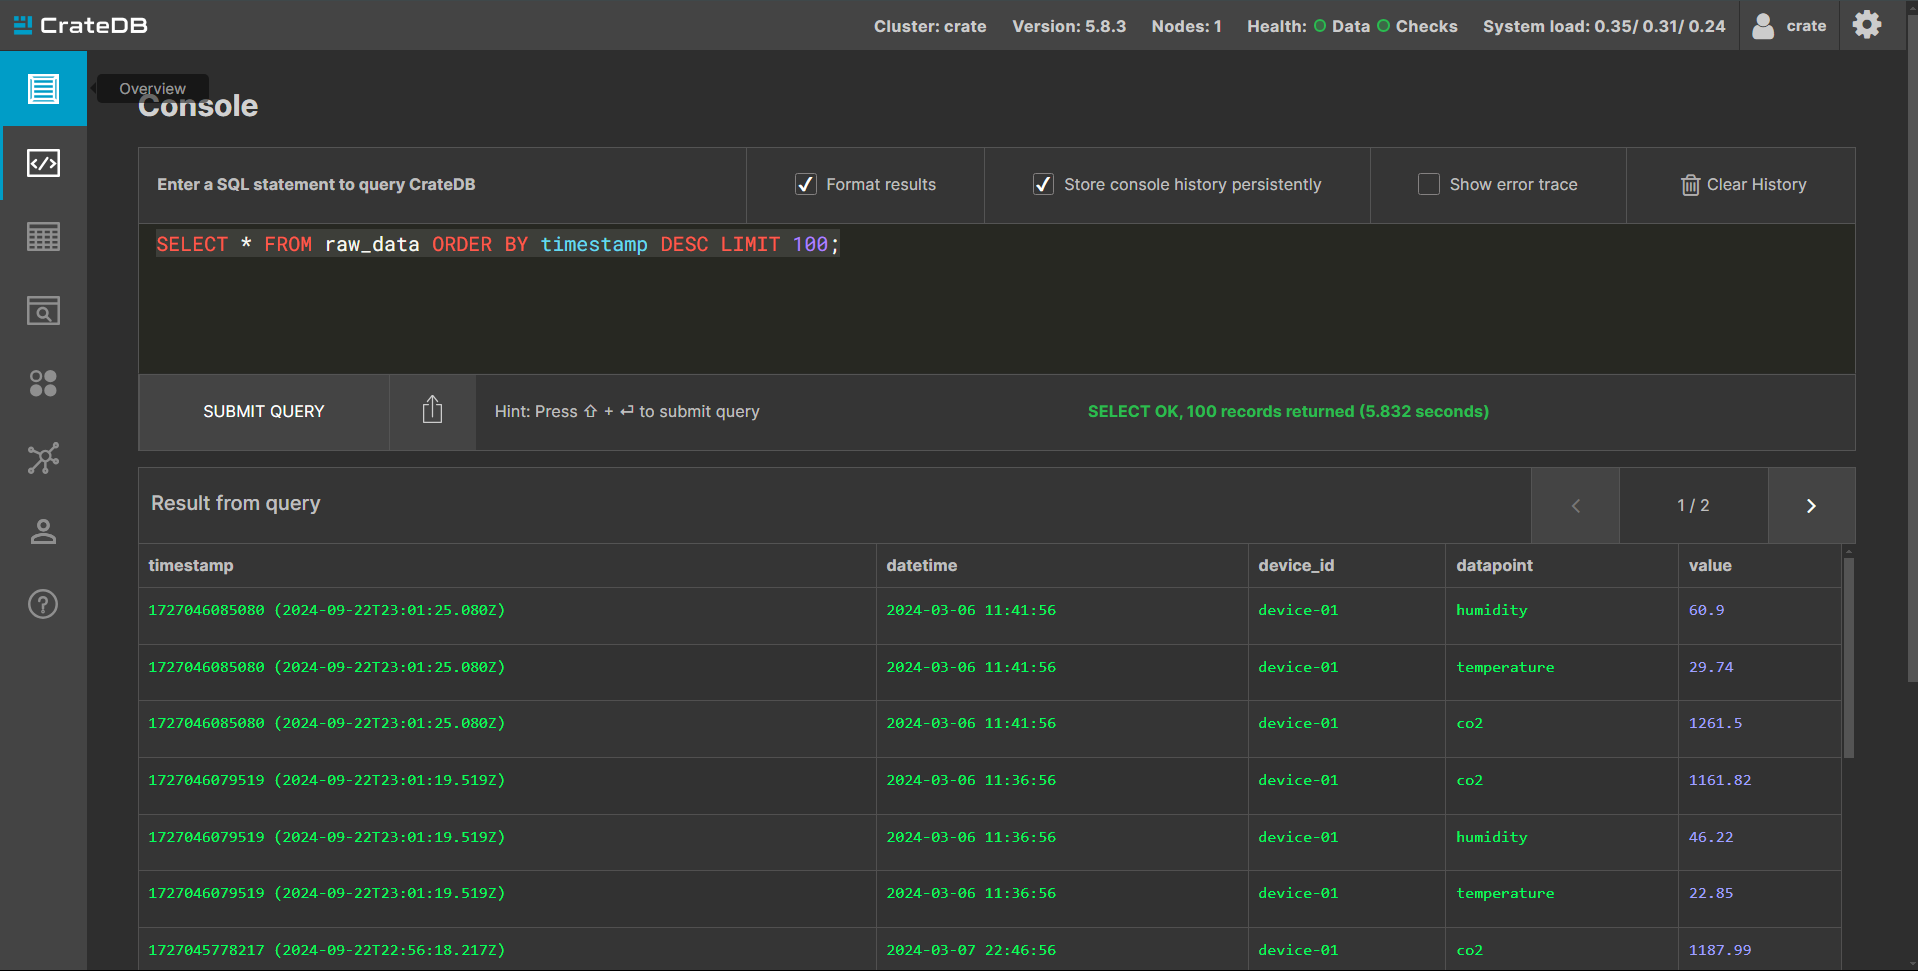 CrateDB
Cluster: crate Version: 5.8.3 Nodes: 1 Health: Data Checks System load: 0.35/ 0.31/ 0.24 crate
Overview
Console
Enter a SQL statement to query CrateDB Format results Store console history persistently Show error trace Clear History
SELECT * FROM raw_data ORDER BY timestamp DESC LIMIT 100;
SUBMIT QUERY Hint: Press ⇧ + ⏎ to submit query SELECT OK, 100 records returned (5.832 seconds)
Result from query 1 / 2
timestamp datetime device_id datapoint value
1727046085080 (2024-09-22T23:01:25.080Z) 2024-03-06 11:41:56 device-01 humidity 60.9
1727046085080 (2024-09-22T23:01:25.080Z) 2024-03-06 11:41:56 device-01 temperature 29.74
1727046085080 (2024-09-22T23:01:25.080Z) 2024-03-06 11:41:56 device-01 co2 1261.5
1727046079519 (2024-09-22T23:01:19.519Z) 2024-03-06 11:36:56 device-01 co2 1161.82
1727046079519 (2024-09-22T23:01:19.519Z) 2024-03-06 11:36:56 device-01 humidity 46.22
1727046079519 (2024-09-22T23:01:19.519Z) 2024-03-06 11:36:56 device-01 temperature 22.85
1727045778217 (2024-09-22T22:56:18.217Z) 2024-03-07 22:46:56 device-01 co2 1187.99